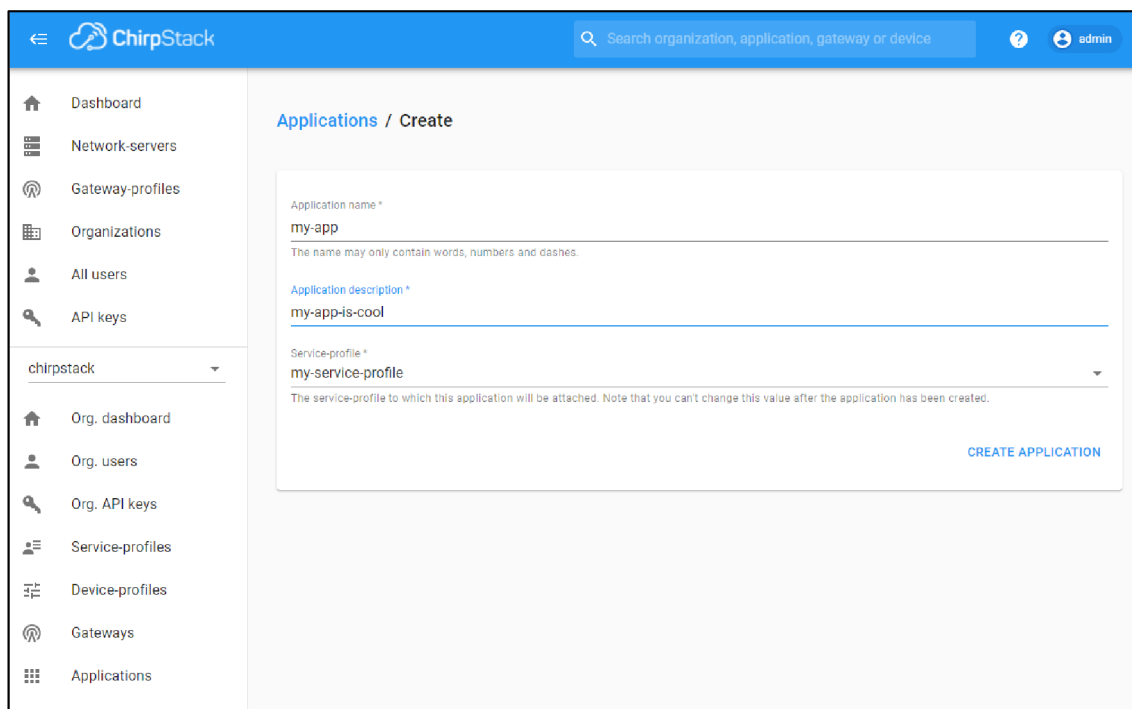 ChirpStack
Search organization, application, gateway or device
? admin
Dashboard
Network-servers
Gateway-profiles
Organizations
All users
API keys
chirpstack
Org. dashboard
Org. users
Org. API keys
Service-profiles
Device-profiles
Gateways
Applications
Applications / Create
Application name *
my-app
The name may only contain words, numbers and dashes.
Application description *
my-app-is-cool
Service-profile *
my-service-profile
The service-profile to which this application will be attached. Note that you can't change this value after the application has been created.
CREATE APPLICATION